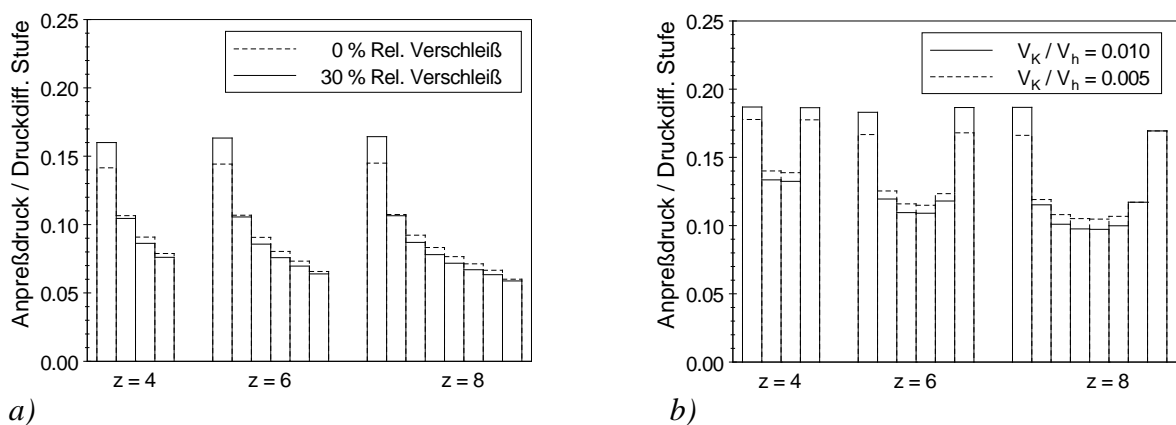 Anpreßdruck / Druckdiff. Stufe
0.25
0.20
0.15
0.10
0.05
0.00
0 % Rel. Verschleiß
30 % Rel. Verschleiß
z = 4
z = 6
z = 8
a)
Anpreßdruck / Druckdiff. Stufe
0.25
0.20
0.15
0.10
0.05
0.00
V_K / V_h = 0.010
V_K / V_h = 0.005
z = 4
z = 6
z = 8
b)